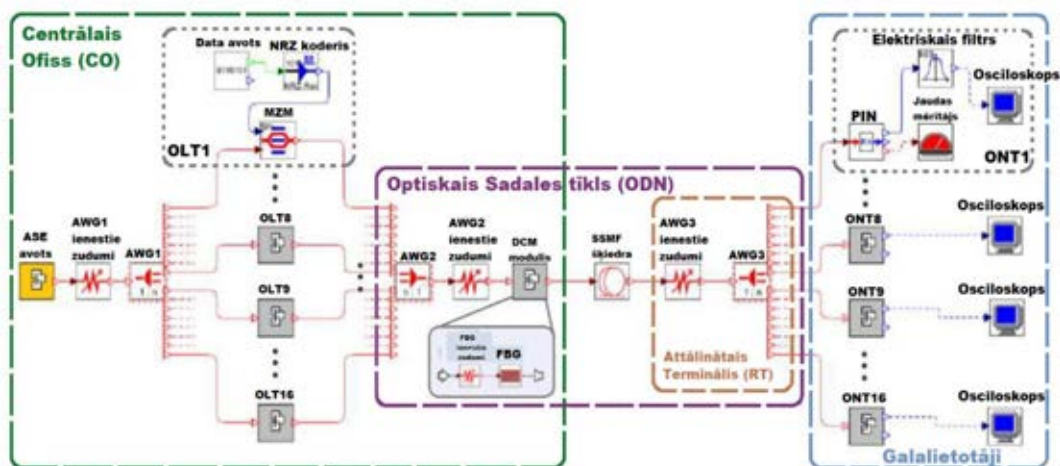 Centrālais
Ofiss (CO)
Data avots
NRZ koderis
MZM
OLT1
ASE
avots
AWG1
ienestie
zudumi
AWG1
OLT8
OLT9
OLT16
Optiskais Sadales tīkls (ODN)
AWG2
AWG2
ienestie
zudumi
DCM
modulis
FBG
ienestie
zudumi
FBG
SSMF
šķiedra
AWG3
ienestie
zudumi
AWG3
Attālinātais
Terminālis (RT)
Elektriskais filtrs
Osciloskops
PIN
Jaudas
mērītājs
ONT1
ONT8
Osciloskops
ONT9
Osciloskops
ONT16
Osciloskops
Galalietotāji